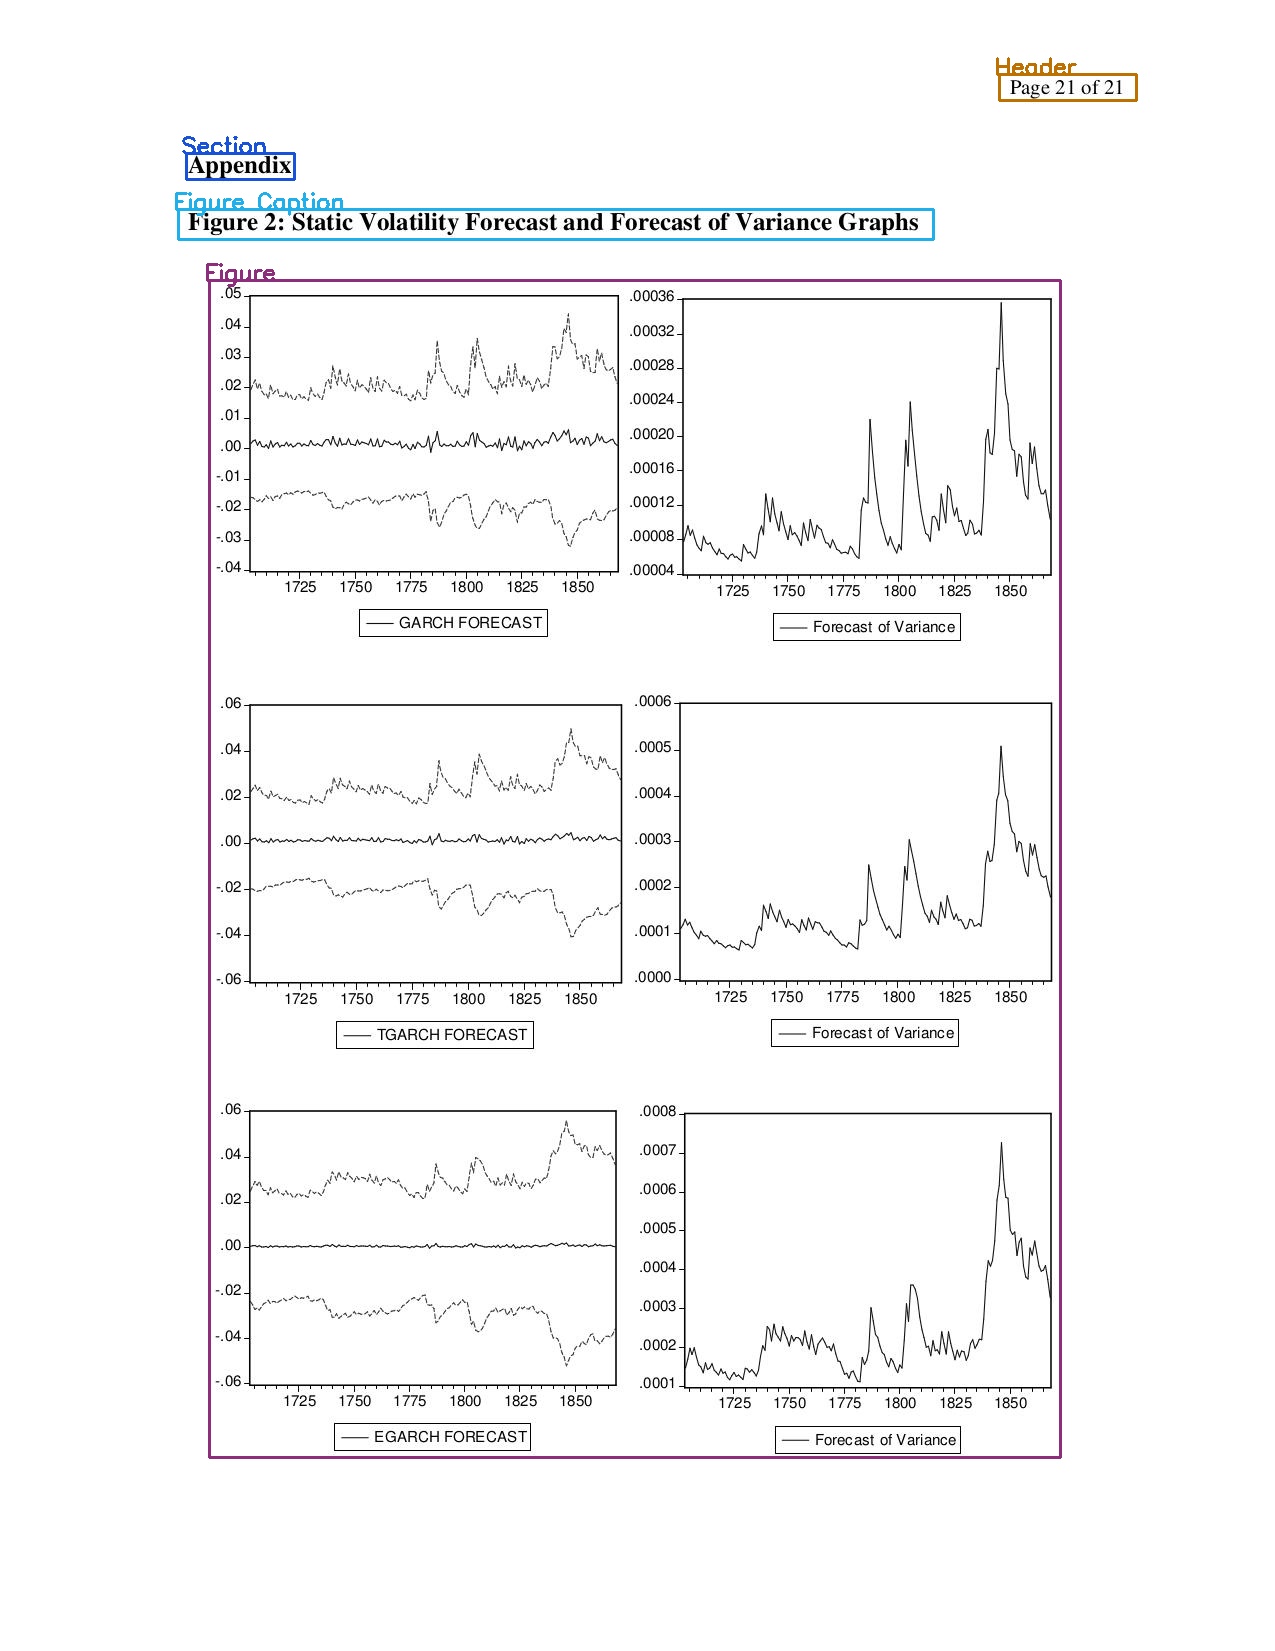 Header
Page 21 of 21
Section
Appendix
Figure Caption
Figure 2: Static Volatility Forecast and Forecast of Variance Graphs
Figure
.05
.04
.03
.02
.01
.00
-.01
-.02
-.03
-.04
1725 1750 1775 1800 1825 1850
GARCH FORECAST
.00036
.00032
.00028
.00024
.00020
.00016
.00012
.00008
.00004
1725 1750 1775 1800 1825 1850
Forecast of Variance
.06
.04
.02
.00
-.02
-.04
-.06
1725 1750 1775 1800 1825 1850
TGARCH FORECAST
.0006
.0005
.0004
.0003
.0002
.0001
.0000
1725 1750 1775 1800 1825 1850
Forecast of Variance
.06
.04
.02
.00
-.02
-.04
-.06
1725 1750 1775 1800 1825 1850
EGARCH FORECAST
.0008
.0007
.0006
.0005
.0004
.0003
.0002
.0001
1725 1750 1775 1800 1825 1850
Forecast of Variance